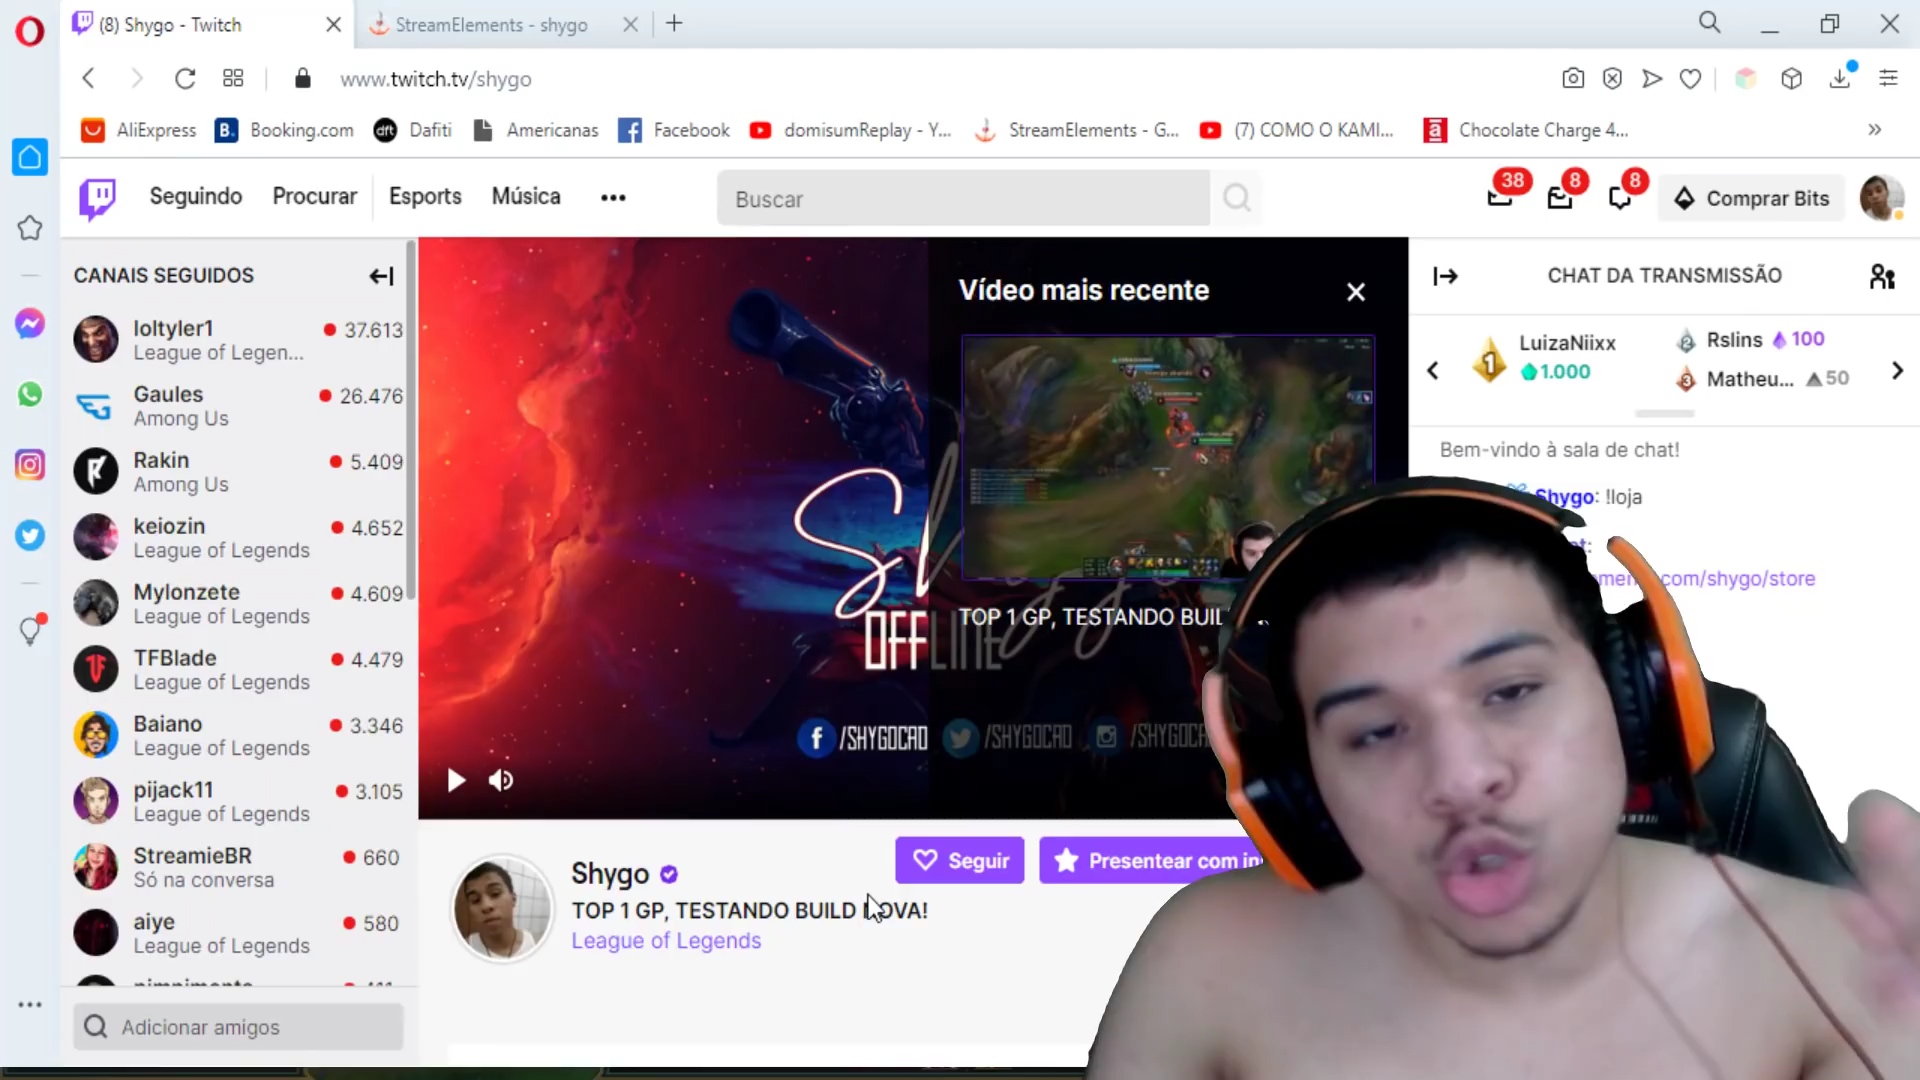 (8) Shygo - Twitch
StreamElements - shygo
www.twitch.tv/shygo
AliExpress
B. Booking.com
dft Dafiti
Americanas
Facebook
domisumReplay - Y...
StreamElements - G...
(7) COMO O KAMI...
Chocolate Charge 4...
Seguindo
Procurar
Esports
Música
Buscar
38
8
8
Comprar Bits
CANAIS SEGUIDOS
loltyler1
37.613
League of Legen...
Gaules
26.476
Among Us
Rakin
5.409
Among Us
keiozin
4.652
League of Legends
Mylonzete
4.609
League of Legends
TFBlade
4.479
League of Legends
Baiano
3.346
League of Legends
pijack11
3.105
League of Legends
StreamieBR
660
Só na conversa
aiye
580
League of Legends
Adicionar amigos
Vídeo mais recente
TOP 1 GP, TESTANDO BUIL
OFFLINE
/SHYGOCAO
/SHYGOCAO
Shygo
TOP 1 GP, TESTANDO BUILD
League of Legends
Seguir
Presentear com
CHAT DA TRANSMISSÃO
1
LuizaNiixx
1.000
2
Rslins
100
3
Matheu...
50
Bem-vindo à sala de chat!
Shygo: !loja
com/shygo/store